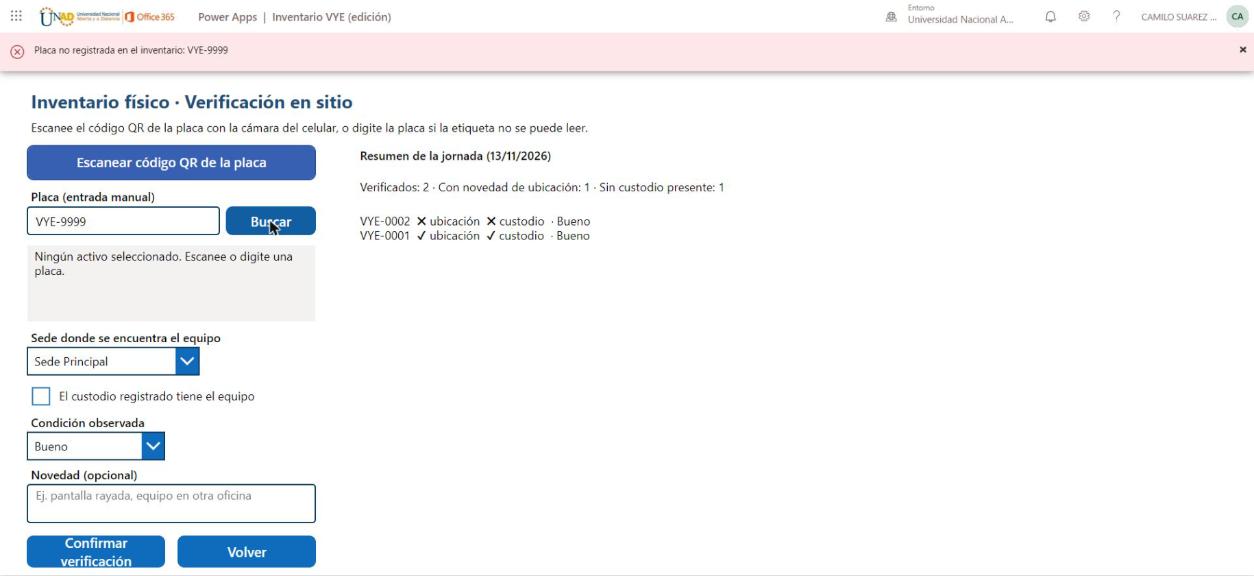 UNAD Universidad Nacional Abierta y a Distancia Office 365 Power Apps | Inventario VYE (edición)
Entorno
Universidad Nacional A...
? CAMILO SUAREZ ... CA
Placa no registrada en el inventario: VYE-9999
Inventario físico · Verificación en sitio
Escanee el código QR de la placa con la cámara del celular, o digite la placa si la etiqueta no se puede leer.
Escanear código QR de la placa
Placa (entrada manual)
VYE-9999
Buscar
Ningún activo seleccionado. Escanee o digite una
placa.
Sede donde se encuentra el equipo
Sede Principal
El custodio registrado tiene el equipo
Condición observada
Bueno
Novedad (opcional)
Ej. pantalla rayada, equipo en otra oficina
Confirmar
verificación
Volver
Resumen de la jornada (13/11/2026)
Verificados: 2 · Con novedad de ubicación: 1 · Sin custodio presente: 1
VYE-0002 ✕ ubicación ✕ custodio · Bueno
VYE-0001 ✓ ubicación ✓ custodio · Bueno